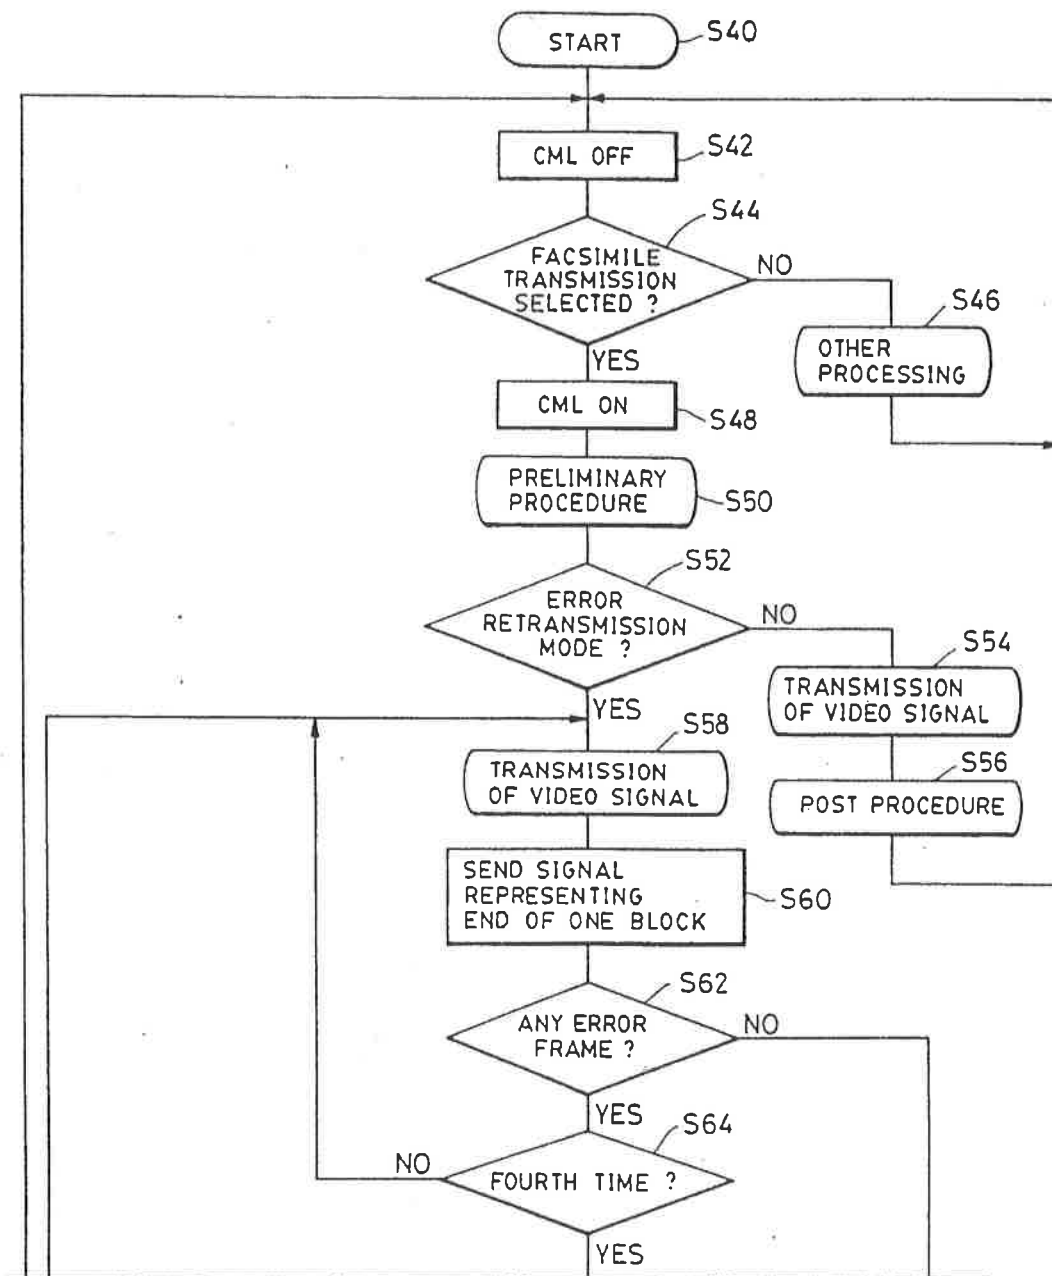 START
S40
CML OFF
S42
S44
FACSIMILE
TRANSMISSION
SELECTED ?
NO
S46
OTHER
PROCESSING
YES
CML ON
S48
PRELIMINARY
PROCEDURE
S50
S52
ERROR
RETRANSMISSION
MODE ?
NO
S54
TRANSMISSION
OF VIDEO SIGNAL
YES
S58
TRANSMISSION
OF VIDEO SIGNAL
S56
POST PROCEDURE
SEND SIGNAL
REPRESENTING
END OF ONE BLOCK
S60
S62
ANY ERROR
FRAME ?
NO
YES
S64
FOURTH TIME ?
NO
YES